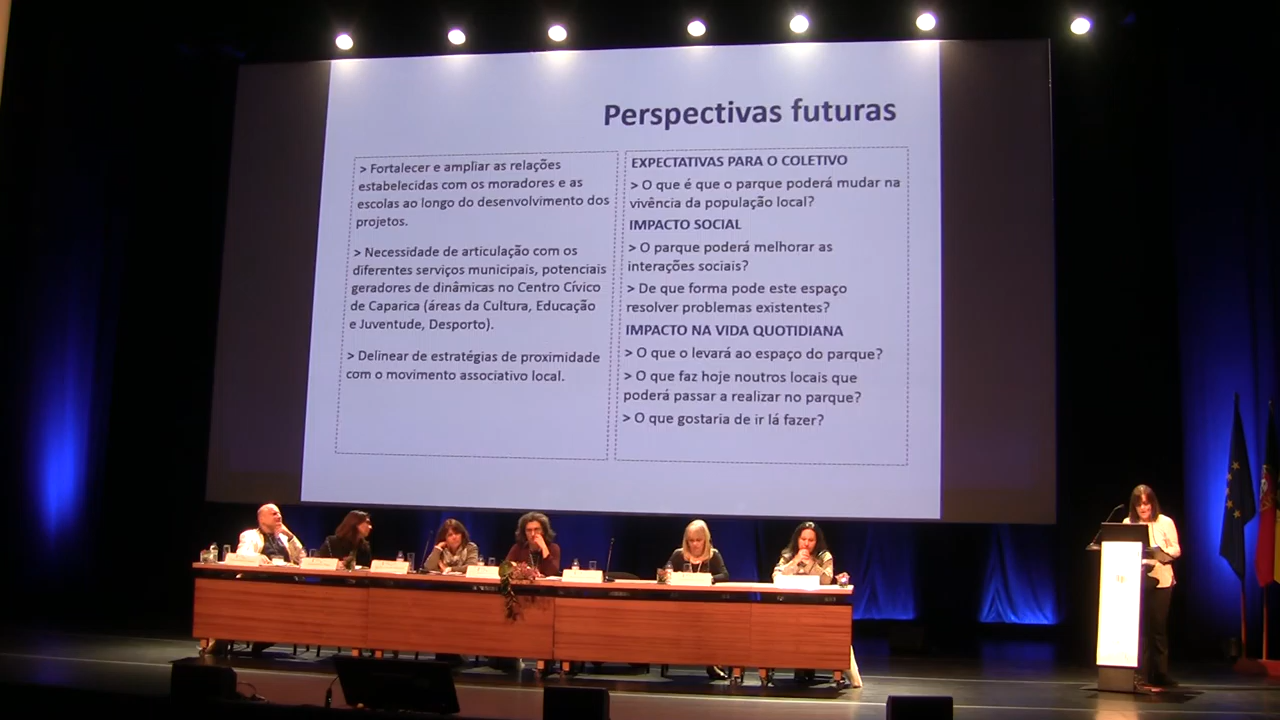 Perspectivas futuras
> Fortalecer e ampliar as relações
estabelecidas com os moradores e as
escolas ao longo do desenvolvimento dos
projetos.
> Necessidade de articulação com os
diferentes serviços municipais, potenciais
geradores de dinâmicas no Centro Cívico
de Caparica (áreas da Cultura, Educação
e Juventude, Desporto).
> Delinear de estratégias de proximidade
com o movimento associativo local.
EXPECTATIVAS PARA O COLETIVO
> O que é que o parque poderá mudar na
vivência da população local?
IMPACTO SOCIAL
> O parque poderá melhorar as
interações sociais?
> De que forma pode este espaço
resolver problemas existentes?
IMPACTO NA VIDA QUOTIDIANA
> O que o levará ao espaço do parque?
> O que faz hoje noutros locais que
poderá passar a realizar no parque?
> O que gostaria de ir lá fazer?